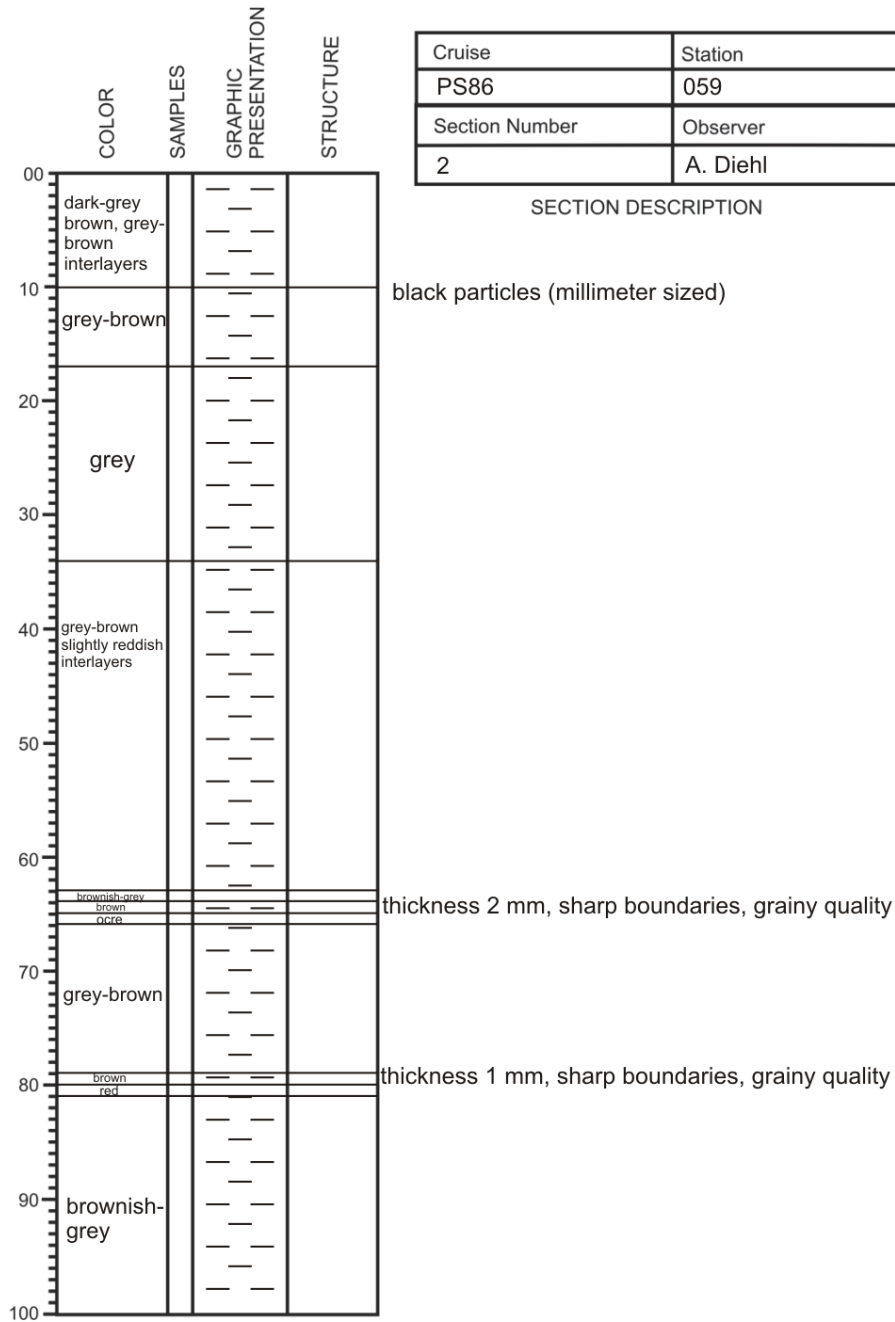 COLOR
SAMPLES
GRAPHIC
PRESENTATION
STRUCTURE
Cruise
Station
PS86
059
Section Number
Observer
2
A. Diehl
SECTION DESCRIPTION
00
dark-grey
brown, grey-
brown
interlayers
10
black particles (millimeter sized)
grey-brown
20
grey
30
40
grey-brown
slightly reddish
interlayers
50
60
brownish-grey
brown
thickness 2 mm, sharp boundaries, grainy quality
ocre
70
grey-brown
brown
thickness 1 mm, sharp boundaries, grainy quality
80
red
90
brownish-
grey
100